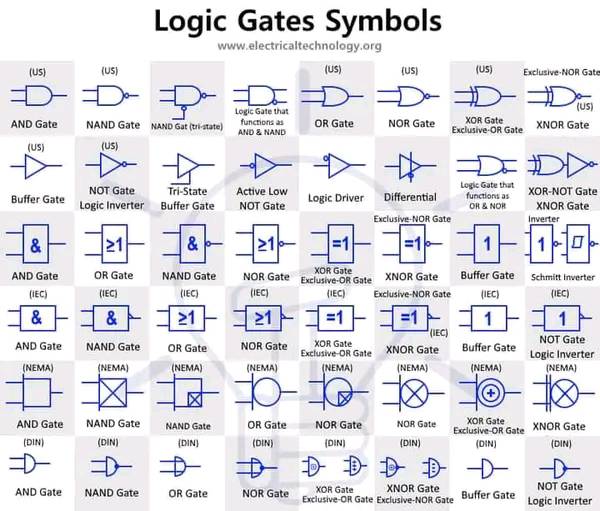 Logic Gates Symbols
www.electricaltechnology.org
(US)
AND Gate
(US)
NAND Gate
NAND Gat (tri-state)
Logic Gate that
functions as
AND & NAND
(US)
OR Gate
(US)
NOR Gate
(US)
XOR Gate
Exclusive-OR Gate
Exclusive-NOR Gate
(US)
XNOR Gate
(US)
Buffer Gate
(US)
NOT Gate
Logic Inverter
Tri-State
Buffer Gate
Active Low
NOT Gate
Logic Driver
Differential
Logic Gate that
functions as
OR & NOR
XOR-NOT Gate
XNOR Gate
&
AND Gate
≥1
OR Gate
&
NAND Gate
≥1
NOR Gate
=1
XOR Gate
Exclusive-OR Gate
Exclusive-NOR Gate
=1
XNOR Gate
1
Buffer Gate
Inverter
1
Schmitt Inverter
(IEC)
&
AND Gate
(IEC)
&
NAND Gate
(IEC)
≥1
OR Gate
(IEC)
≥1
NOR Gate
(IEC)
=1
XOR Gate
Exclusive-OR Gate
Exclusive-NOR Gate
=1
(IEC)
XNOR Gate
(IEC)
1
Buffer Gate
(IEC)
1
NOT Gate
Logic Inverter
(NEMA)
AND Gate
(NEMA)
NAND Gate
(NEMA)
NAND Gate
(NEMA)
OR Gate
(NEMA)
NOR Gate
(NEMA)
NOR Gate
(NEMA)
XOR Gate
Exclusive-OR Gate
(NEMA)
XNOR Gate
(DIN)
AND Gate
(DIN)
NAND Gate
(DIN)
OR Gate
(DIN)
NOR Gate
(DIN)
XOR Gate
Exclusive-OR Gate
(DIN)
XNOR Gate
Exclusive-NOR Gate
(DIN)
Buffer Gate
(DIN)
NOT Gate
Logic Inverter